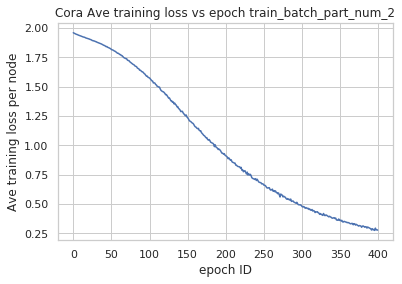 Cora Ave training loss vs epoch train_batch_part_num_2
2.00
1.75
1.50
1.25
1.00
0.75
0.50
0.25
Ave training loss per node
0 50 100 150 200 250 300 350 400
epoch ID